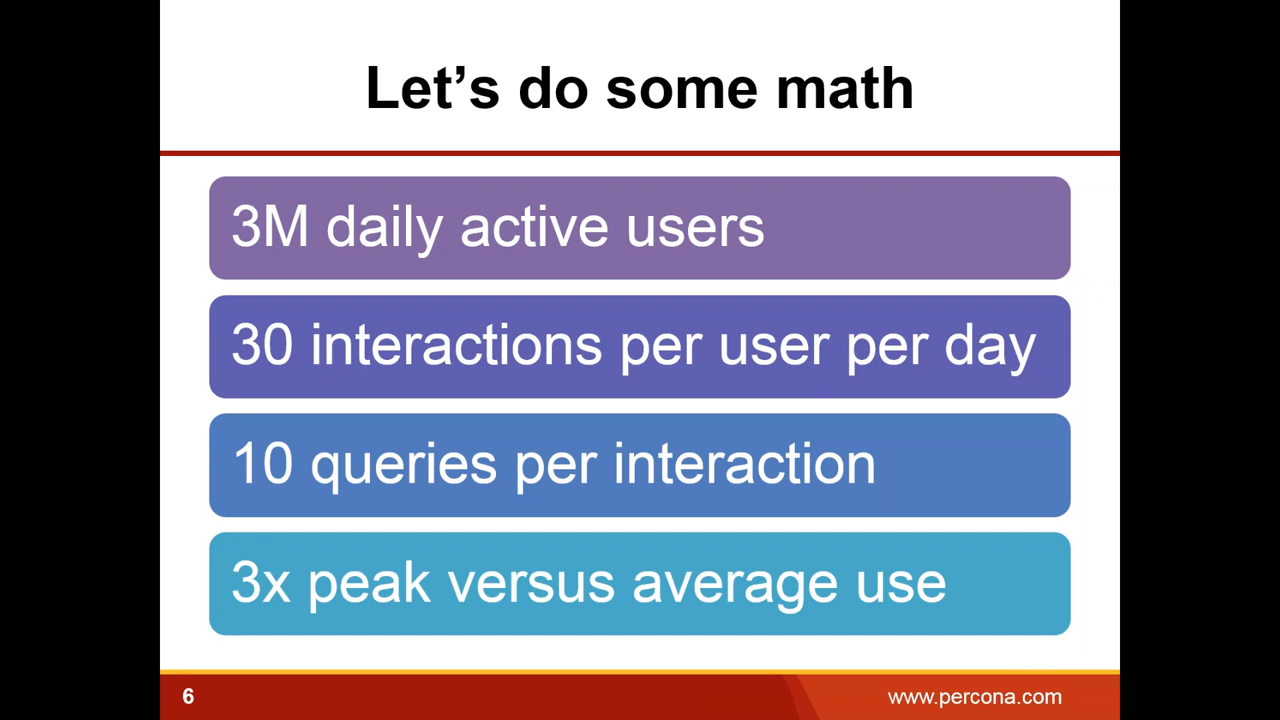 Let’s do some math
3M daily active users
30 interactions per user per day
10 queries per interaction
3x peak versus average use
6
www.percona.com